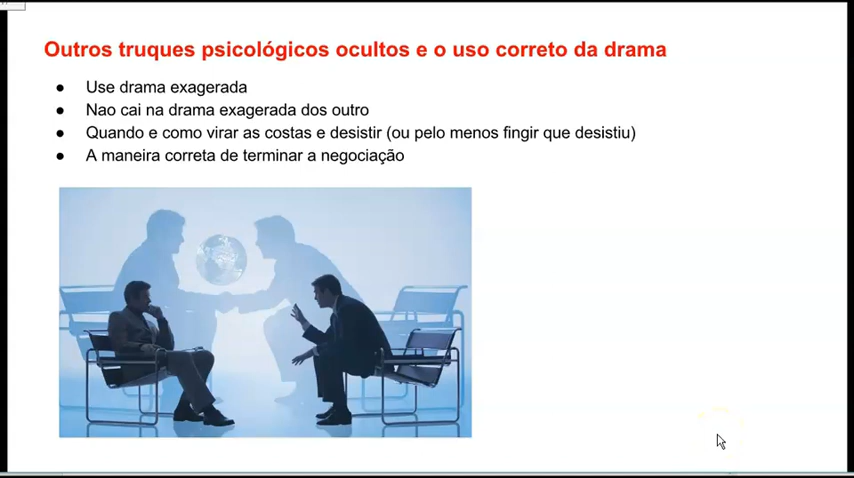 Outros truques psicológicos ocultos e o uso correto da drama
● Use drama exagerada
● Nao cai na drama exagerada dos outro
● Quando e como virar as costas e desistir (ou pelo menos fingir que desistiu)
● A maneira correta de terminar a negociação